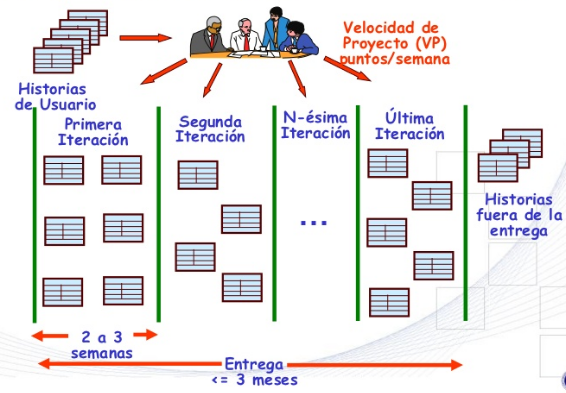 Velocidad de
Proyecto (VP)
puntos/semana
Historias
de Usuario
Primera
Iteración
Segunda
Iteración
N-ésima
Iteración
Última
Iteración
...
Historias
fuera de la
entrega
2 a 3
semanas
Entrega
<= 3 meses